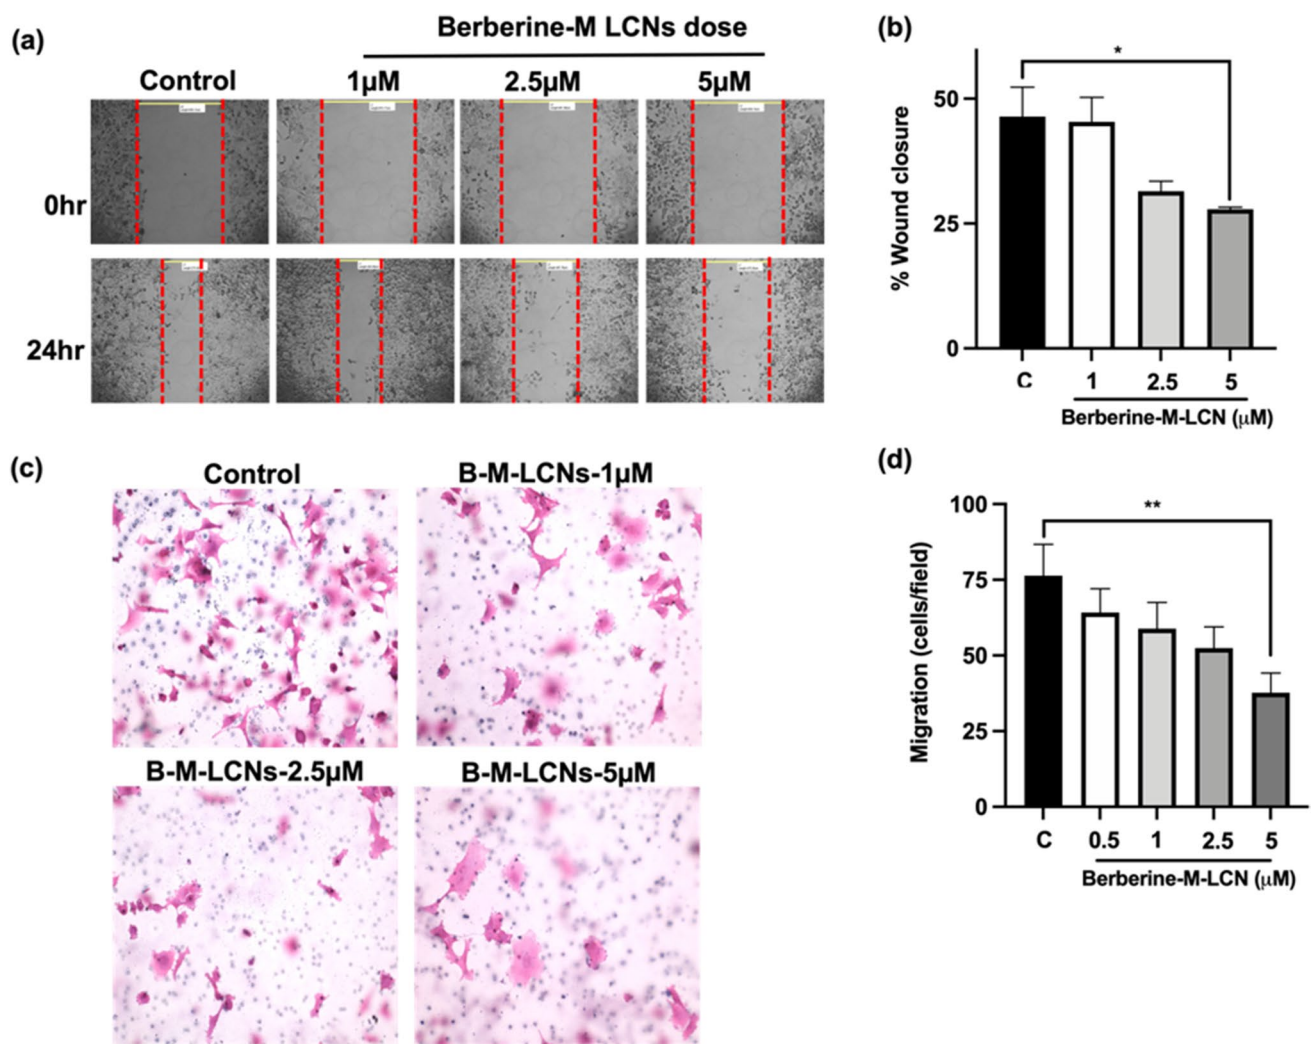 (a)
Berberine-M LCNs dose
Control
1µM
2.5µM
5µM
0hr
24hr
(b)
*
% Wound closure
50
25
0
C
1
2.5
5
Berberine-M-LCN (µM)
(c)
Control
B-M-LCNs-1µM
B-M-LCNs-2.5µM
B-M-LCNs-5µM
(d)
**
Migration (cells/field)
100
75
50
25
0
C
0.5
1
2.5
5
Berberine-M-LCN (µM)